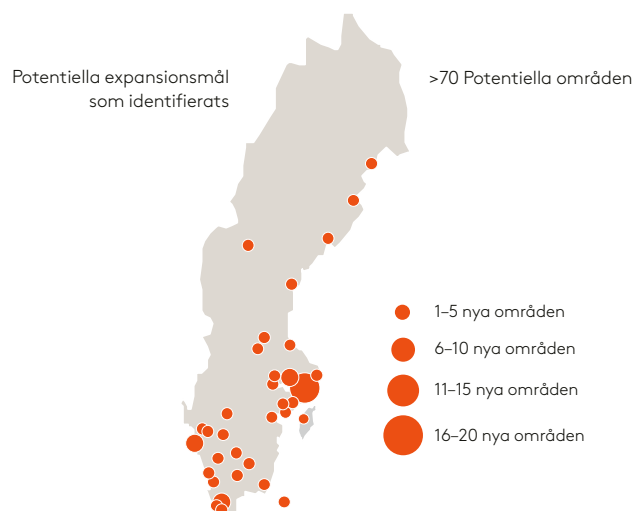 Potentiella expansionsmål
som identifierats
>70 Potentiella områden
1–5 nya områden
6–10 nya områden
11–15 nya områden
16–20 nya områden